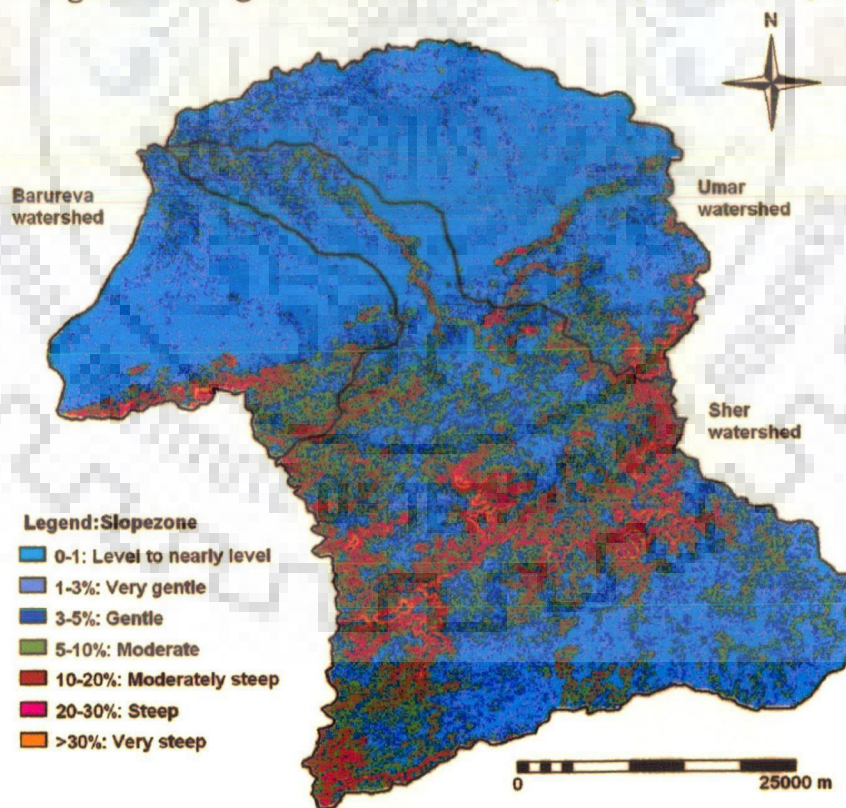 N
Barureva
watershed
Umar
watershed
Sher
watershed
Legend:Slopezone
0-1: Level to nearly level
1-3%: Very gentle
3-5%: Gentle
5-10%: Moderate
10-20%: Moderately steep
20-30%: Steep
>30%: Very steep
0 25000 m